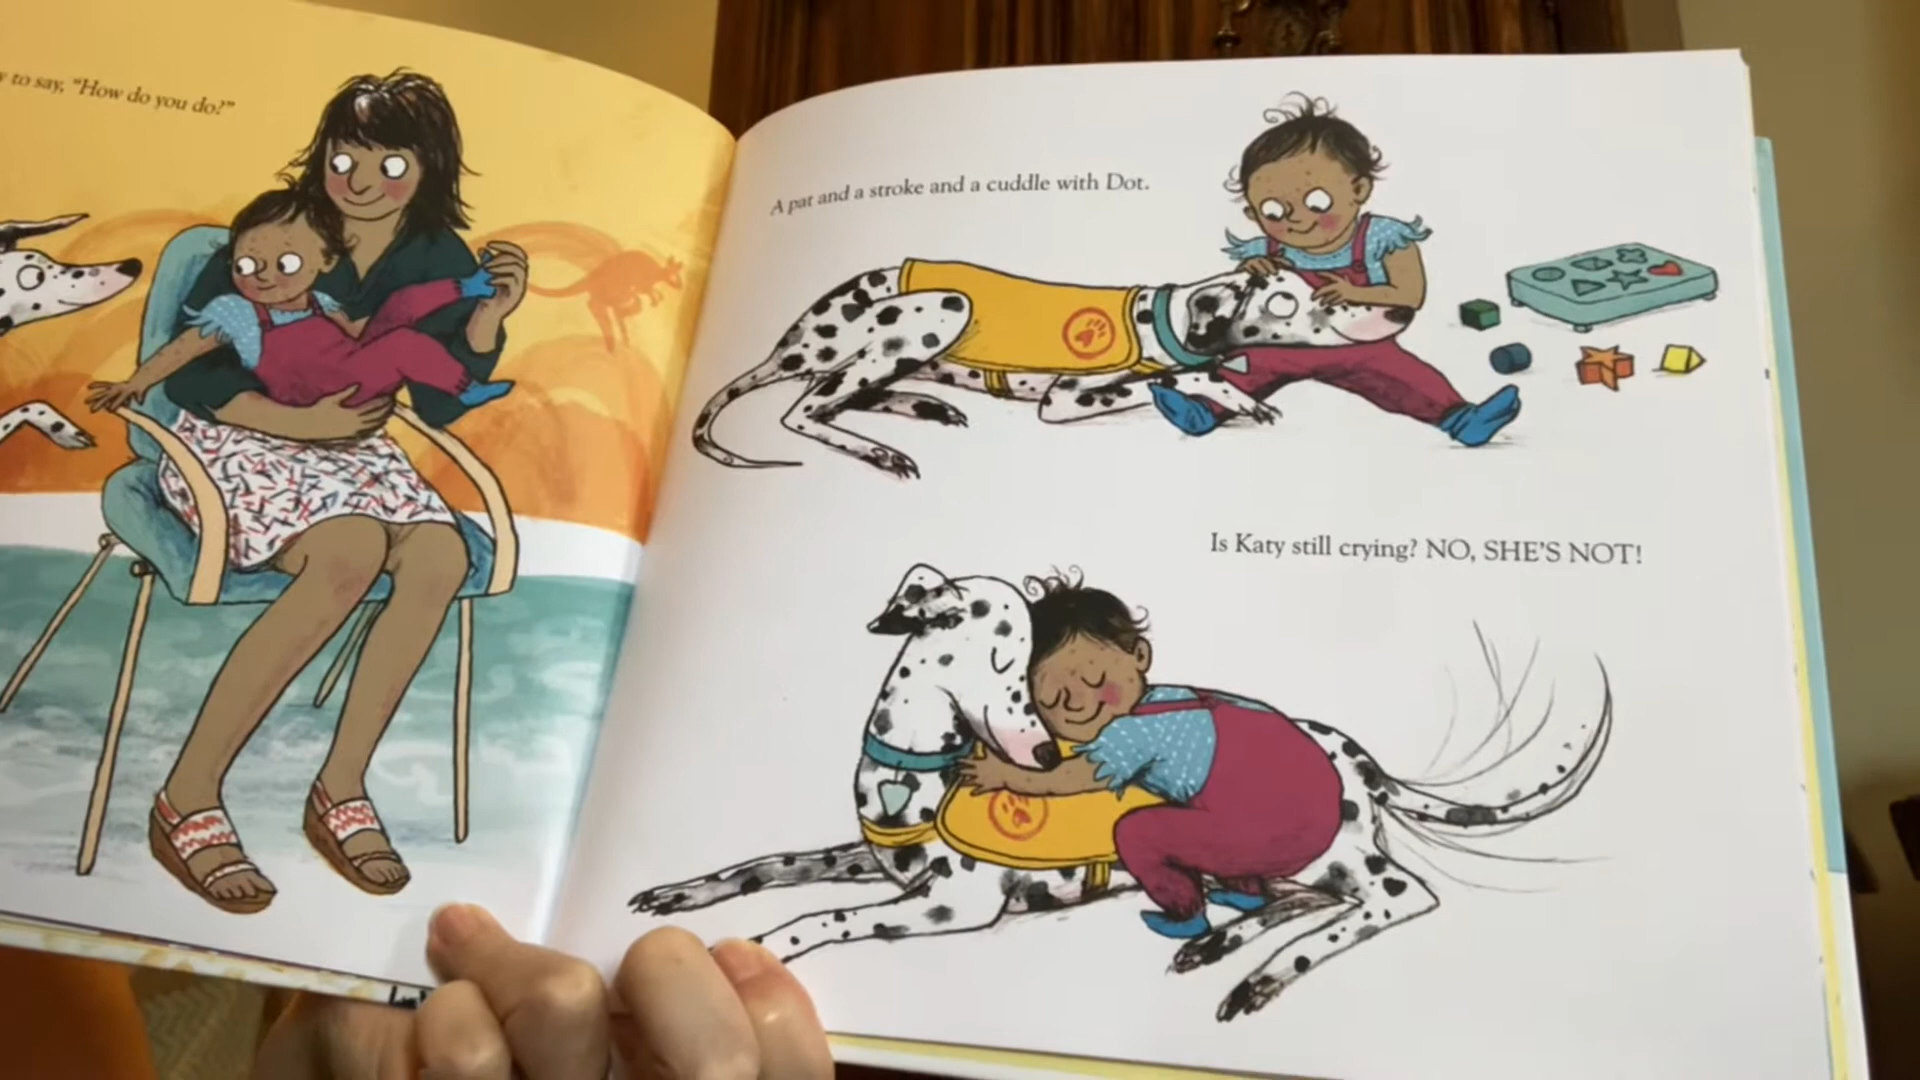 to say, "How do you do?"
A pat and a stroke and a cuddle with Dot.
Is Katy still crying? NO, SHE'S NOT!